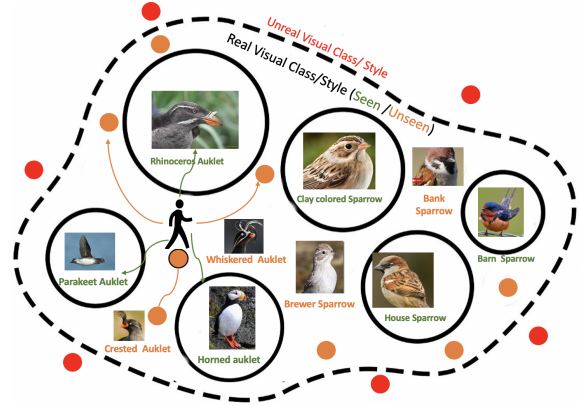 Unreal Visual Class/ Style
Real Visual Class/Style (Seen /Unseen)
Rhinoceros Auklet
Clay colored Sparrow
Bank
Sparrow
Barn Sparrow
Whiskered Auklet
Parakeet Auklet
Brewer Sparrow
House Sparrow
Crested Auklet
Horned auklet